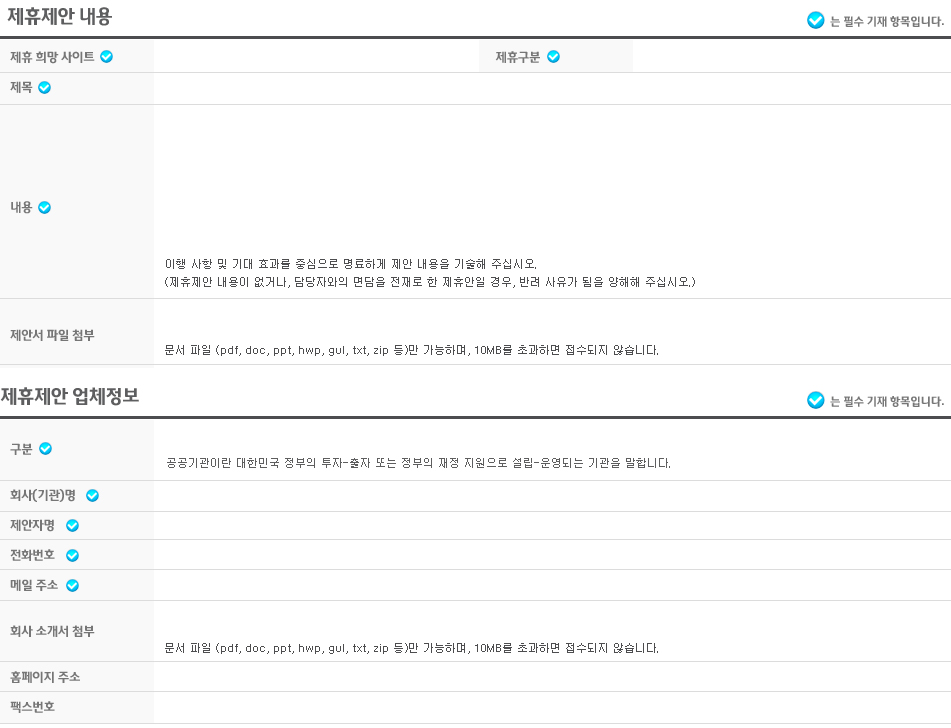 제휴제안 내용
는 필수 기재 항목입니다.
제휴 희망 사이트
제휴구분
제목
내용
이행 사항 및 기대 효과를 중심으로 명료하게 제안 내용을 기술해 주십시오.
(제휴제안 내용이 없거나, 담당자와의 면담을 전재로 한 제휴안일 경우, 반려 사유가 됨을 양해해 주십시오.)
제안서 파일 첨부
문서 파일 (pdf, doc, ppt, hwp, gul, txt, zip 등)만 가능하며, 10MB를 초과하면 접수되지 않습니다.
제휴제안 업체정보
는 필수 기재 항목입니다.
구분
공공기관이란 대한민국 정부의 투자-출자 또는 정부의 재정 지원으로 설립-운영되는 기관을 말합니다.
회사(기관)명
제안자명
전화번호
메일 주소
회사 소개서 첨부
문서 파일 (pdf, doc, ppt, hwp, gul, txt, zip 등)만 가능하며, 10MB를 초과하면 접수되지 않습니다.
홈페이지 주소
팩스번호